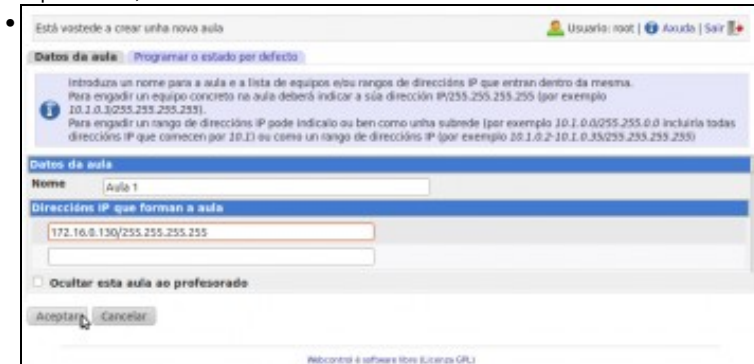 Está vostede a crear unha nova aula
Usuario: root | Axuda | Sair
Datos da aula Programar o estado por defecto
Introduza un nome para a aula e a lista de equipos e/ou rangos de direccións IP que entran dentro da mesma.
Para engadir un equipo concreto na aula deberá indicar a súa dirección IP/255.255.255.255 (por exemplo
10.1.0.3/255.255.255.255).
Para engadir un rango de direccións IP pode indicalo ou ben como unha subrede (por exemplo 10.1.0.0/255.255.0.0 incluiría todas
direccións IP que comecen por 10.1) ou como un rango de direccións IP (por exemplo 10.1.0.2-10.1.0.35/255.255.255.255)
Datos da aula
Nome Aula 1
Direccións IP que forman a aula
172.16.0.130/255.255.255.255
Ocultar esta aula ao profesorado
Aceptar Cancelar
Webcontrol é software libre (Licenza GPL)